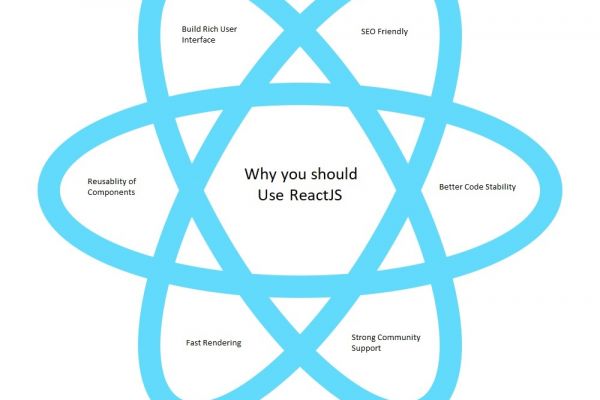 Build Rich User
Interface
SEO Friendly
Why you should
Use ReactJS
Reusablity of
Components
Better Code Stability
Fast Rendering
Strong Community
Support